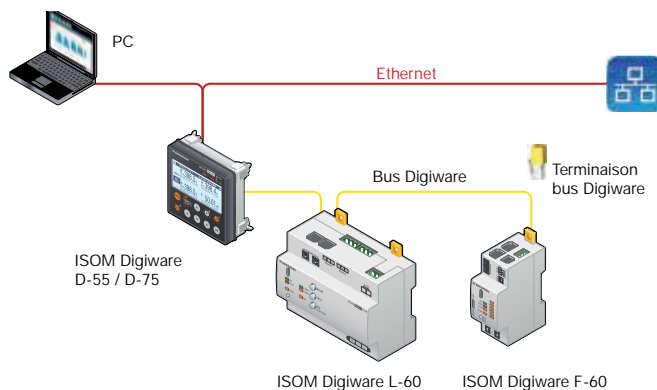 PC
Ethernet
Bus Digiware
Terminaison
bus Digiware
ISOM Digiware
D-55 / D-75
ISOM Digiware L-60
ISOM Digiware F-60